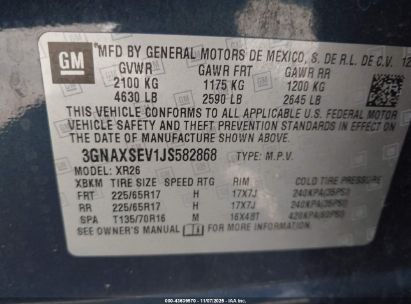 GM
MFD BY GENERAL MOTORS DE MEXICO, S. DE R.L. DE C.V. 12
GVWR GAWR FRT GAWR RR
2100 KG 1175 KG 1200 KG
4630 LB 2590 LB 2645 LB
THIS VEHICLE CONFORMS TO ALL APPLICABLE U.S. FEDERAL
THEFT PREVENTION STANDARDS IN EFFECT ON
THE DATE OF MANUFACTURE SHOWN ABOVE.
3GNAXSEV1JS582868 TYPE: M.P.V.
MODEL: XR26
XBKM TIRE SIZE SPEED RTG RIM COLD TIRE PRESSURE
FRT 225/65R17 H 17X7J 240KPA(35PSI)
RR 225/65R17 H 17X7J 240KPA(35PSI)
SPA T135/70R16 M 16X4BT 420KPA(60PSI)
SEE OWNER'S MANUAL FOR ADDITIONAL INFORMATION